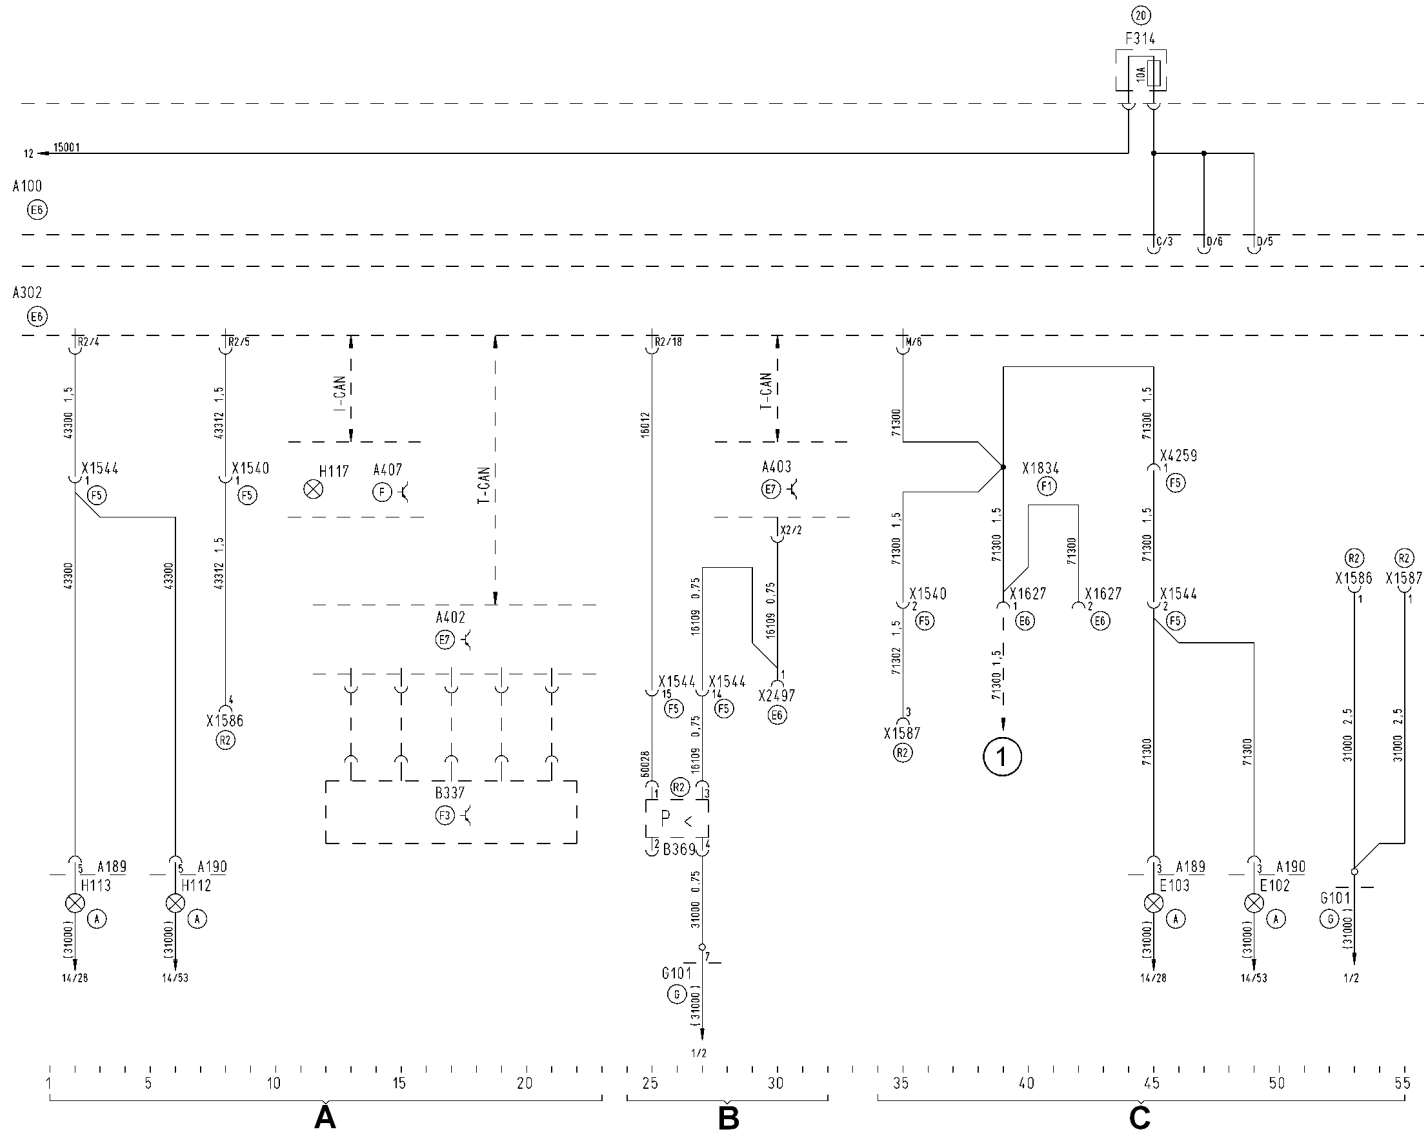 20
F314
10A
12 15001
A100
E6
C/3 D/6 D/5
A302
E6
R2/4 R2/5 R2/18 M/6
43300 1,5
43312 1,5
I-CAN
T-CAN
16012
T-CAN
71300
71300 1,5
X1544
1
F5
X1540
1
F5
H117 A407
F
A403
E7
X2/2
X1834
F1
X4259
1
F5
43300
43300
43312 1,5
16109 0,75
16109 0,75
71300 1,5
71300 1,5
71300
71300 1,5
R2
X1586
1
R2
X1587
1
A402
E7
X1540
2
F5
X1627
1
E6
X1627
2
E6
X1544
2
F5
4
X1586
R2
X1544
15
F5
X1544
14
F5
1
X2497
E6
71302 1,5
3
X1587
R2
71300 1,5
1
60028
16109 0,75
71300
71300
31000 2,5
31000 2,5
B337
F3
R2
1 3
P <
2 B369 4
5 A189
H113
A
(31000)
14/28
5 A190
H112
A
(31000)
14/53
31000 0,75
7
G101
G
(31000)
1/2
3 A189
E103
A
(31000)
14/28
3 A190
E102
A
(31000)
14/53
G101
G
(31000)
1/2
1 5 10 15 20 25 30 35 40 45 50 55
A B C